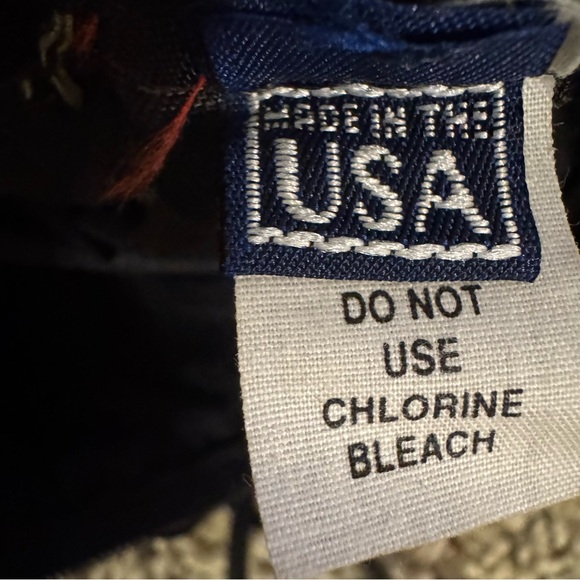 MADE IN THE
USA
DO NOT
USE
CHLORINE
BLEACH